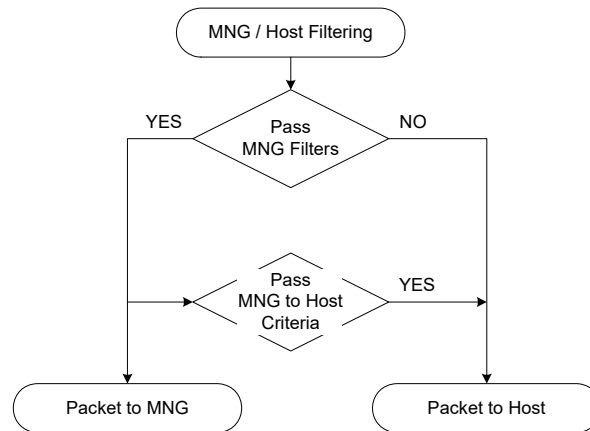 MNG / Host Filtering
YES
NO
Pass
MNG Filters
Pass
MNG to Host
Criteria
YES
Packet to MNG
Packet to Host